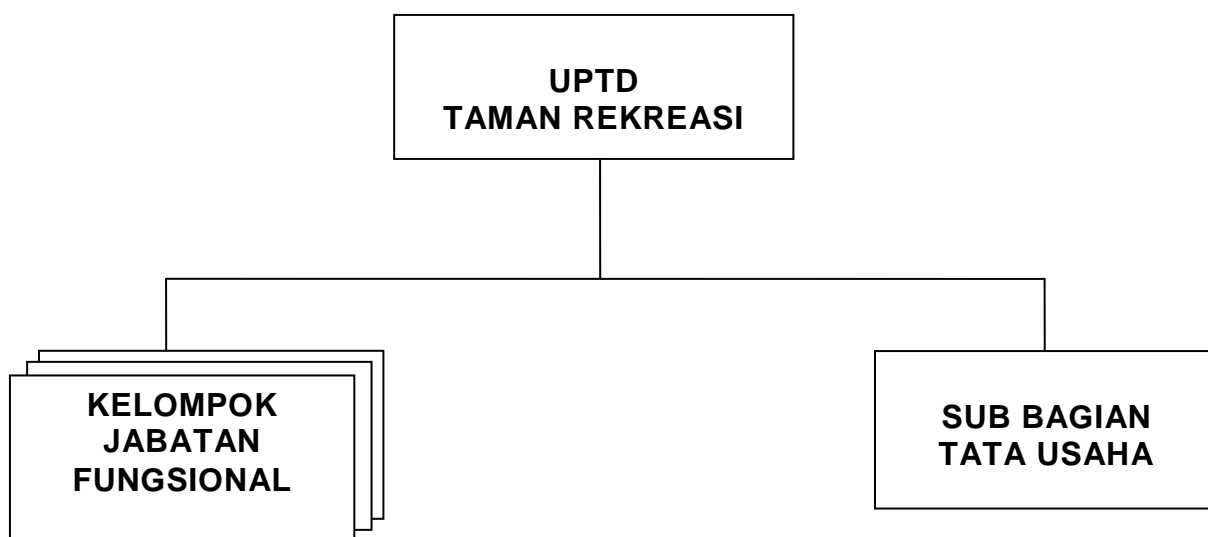 UPTD
TAMAN REKREASI
KELOMPOK
JABATAN
FUNGSIONAL
SUB BAGIAN
TATA USAHA